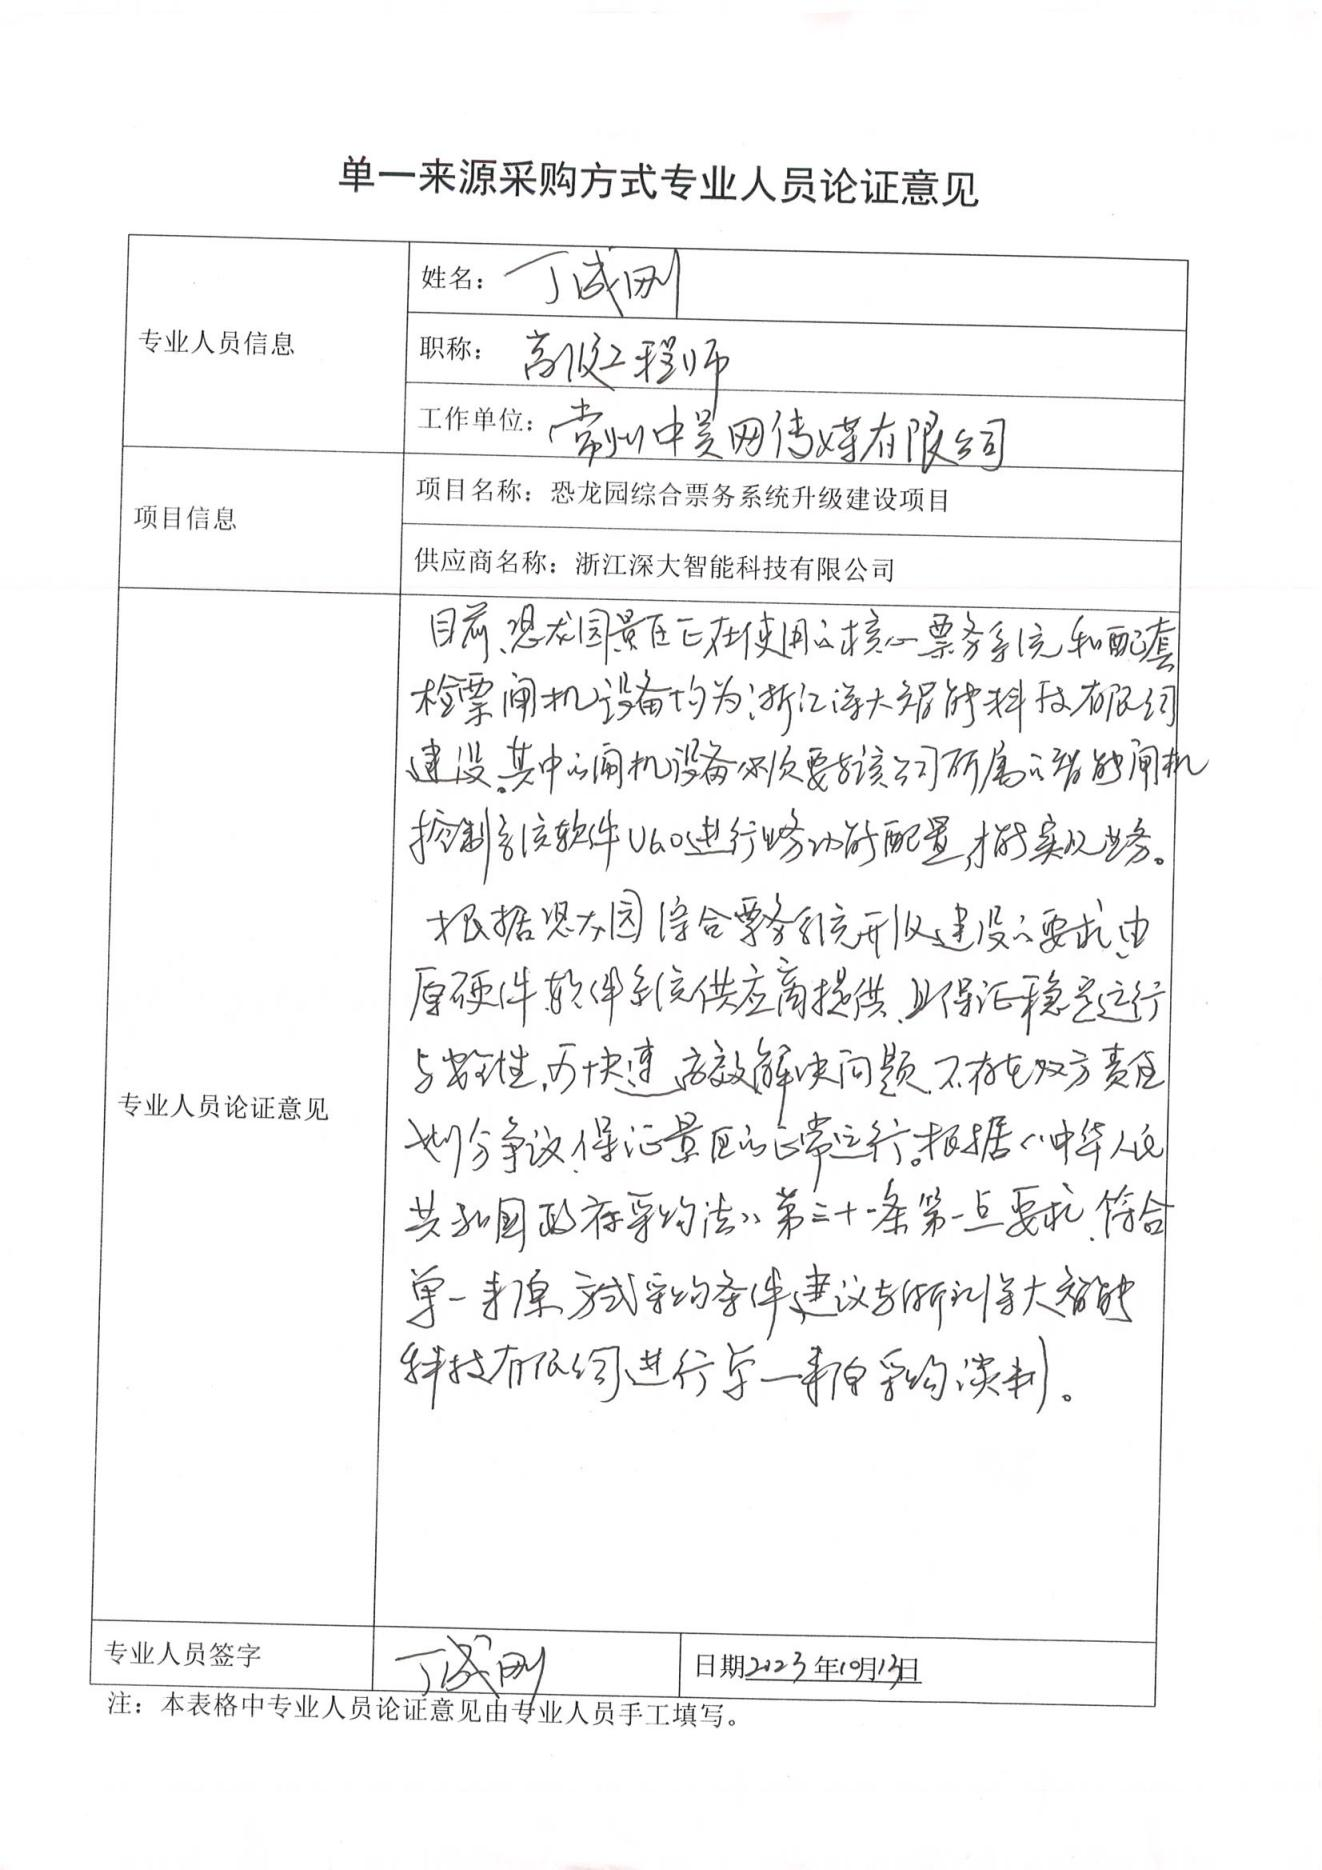 单一来源采购方式专业人员论证意见
专业人员信息
姓名：丁成刚
职称：高级工程师
工作单位：常州中吴网传媒有限公司
项目信息
项目名称：恐龙园综合票务系统升级建设项目
供应商名称：浙江深大智能科技有限公司
专业人员论证意见
目前，恐龙园景区正在使用的核心票务系统和配套
检票闸机设备均为浙江深大智能科技有限公司
建设。其中的闸机设备必须要与该公司所属的智能闸机
控制系统软件V6.0进行业务功能配置，才能实现业务。
根据恐龙园综合票务系统升级建设的要求，由
原硬件、软件系统供应商提供，且保证稳定运行
与安全性，可快速、高效解决问题，不存在双方责任
划分争议，保证景区的正常运行。根据《中华人民
共和国政府采购法》第三十一条第一点要求，符合
单一来源方式采购条件，建议与浙江深大智能
科技有限公司进行单一来源采购谈判。
专业人员签字
丁成刚
日期2023年10月13日
注：本表格中专业人员论证意见由专业人员手工填写。